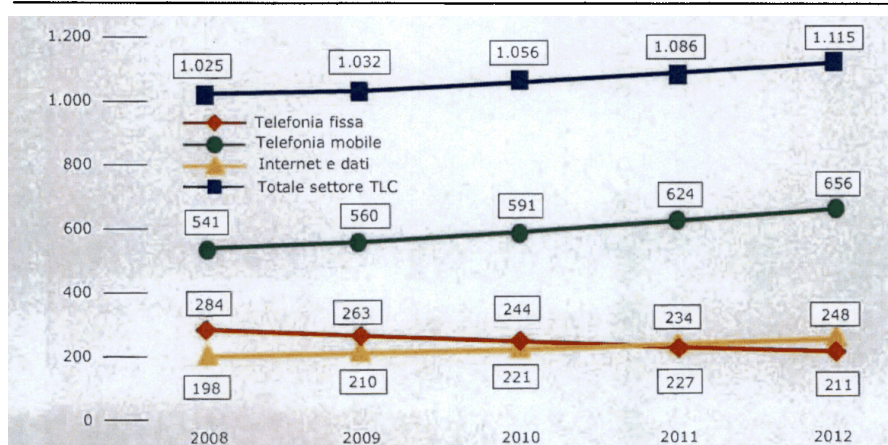 1.200
1.025 1.032 1.056 1.086 1.115
1.000
Telefonia fissa
Telefonia mobile
Internet e dati
Totale settore TLC
800
541 560 591 624 656
600
400
284 263 244 234 248
200
198 210 221 227 211
0
2008 2009 2010 2011 2012